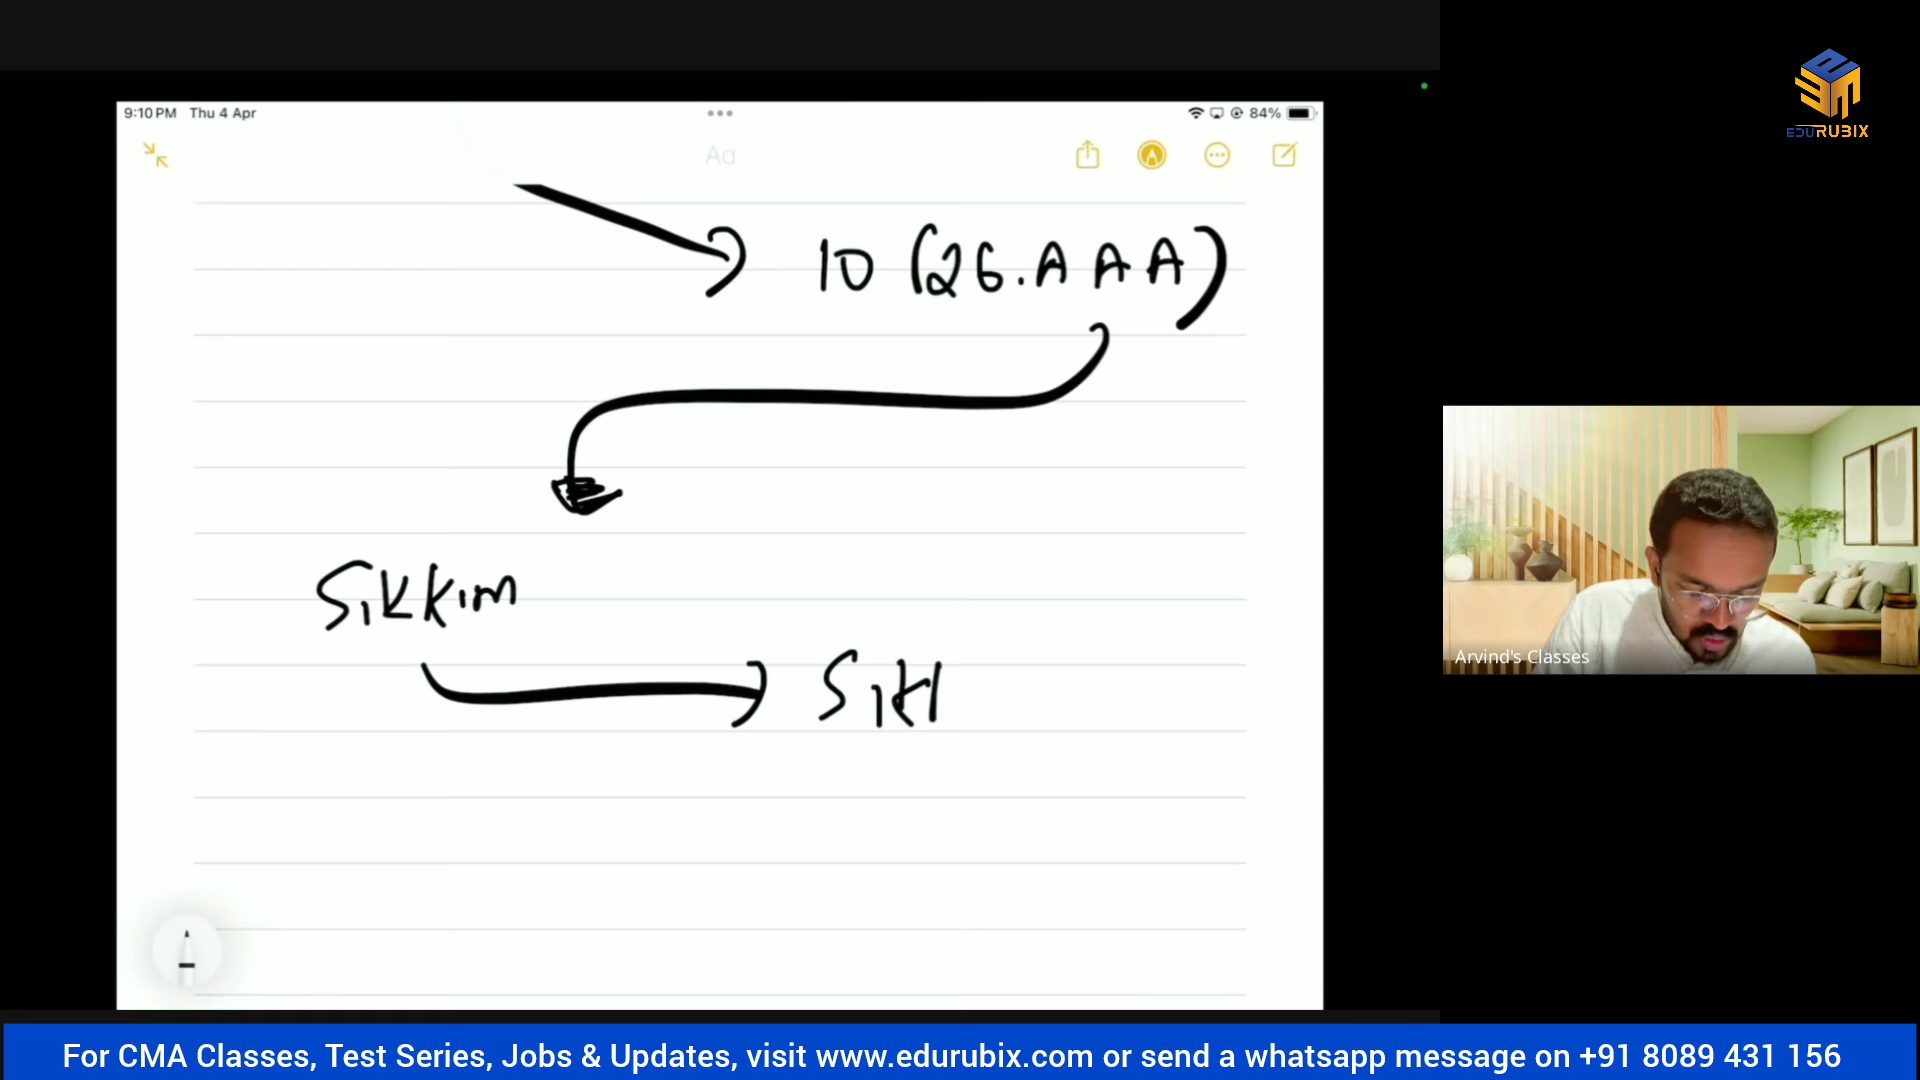 9:10 PM Thu 4 Apr
84%
Aa
EDURUBIX
10 (26.AAA)
Sikkim
Arvind's Classes
For CMA Classes, Test Series, Jobs & Updates, visit www.edurubix.com or send a whatsapp message on +91 8089 431 156